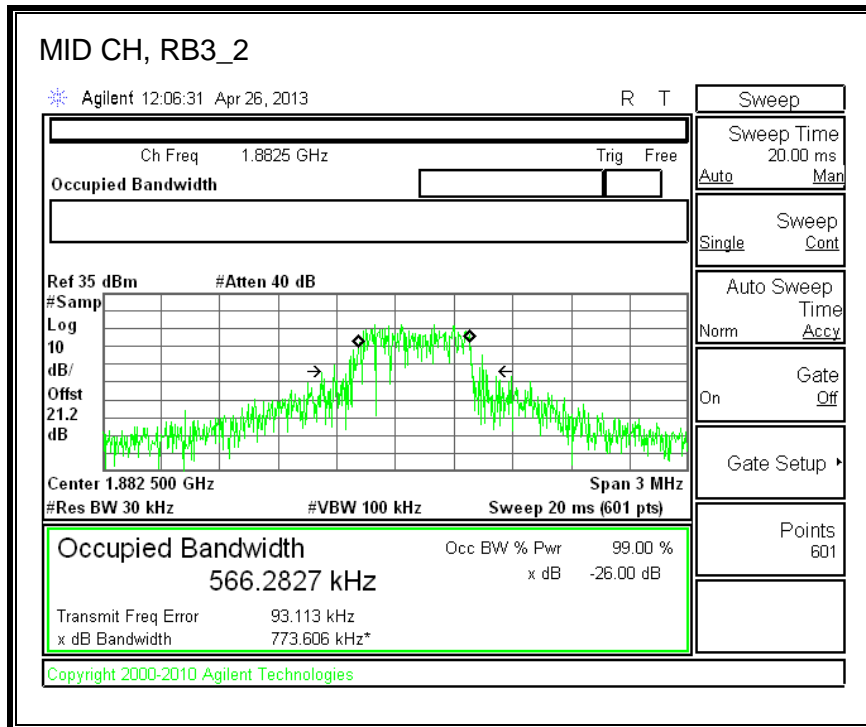 MID CH, RB3_2
Agilent 12:06:31 Apr 26, 2013 R T
Ch Freq 1.8825 GHz Trig Free
Occupied Bandwidth
Ref 35 dBm #Atten 40 dB
#Samp
Log
10
dB/
Offst
21.2
dB
Center 1.882 500 GHz Span 3 MHz
#Res BW 30 kHz #VBW 100 kHz Sweep 20 ms (601 pts)
Occupied Bandwidth Occ BW % Pwr 99.00 %
566.2827 kHz x dB -26.00 dB
Transmit Freq Error 93.113 kHz
x dB Bandwidth 773.606 kHz*
Copyright 2000-2010 Agilent Technologies
Sweep
Sweep Time
20.00 ms
Auto Man
Sweep
Single Cont
Auto Sweep
Time
Norm Accy
Gate
On Off
Gate Setup
Points
601